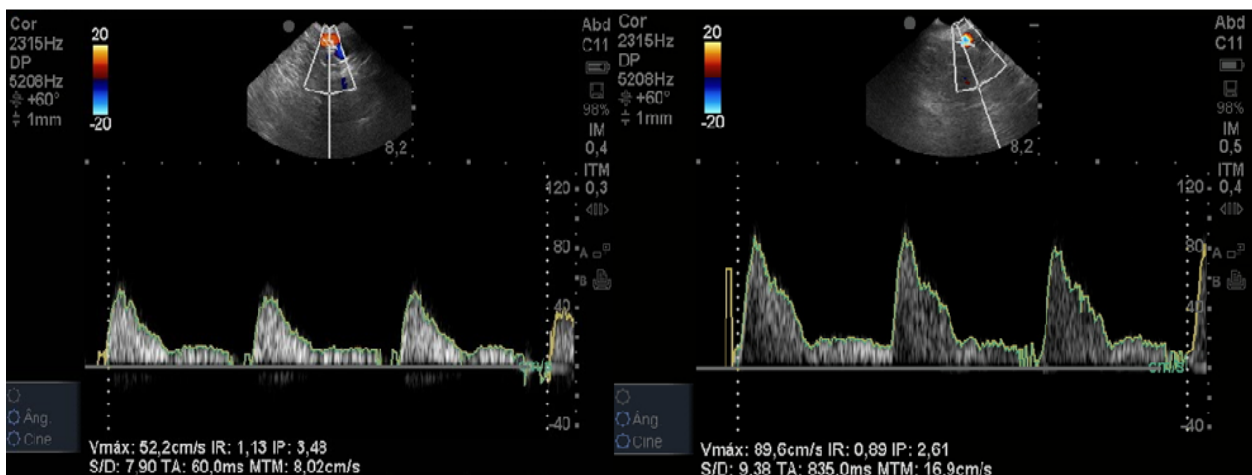 Cor
2315Hz
DP
5208Hz
+60°
1mm
20
-20
8,2
Abd
C11
98%
IM
0,4
ITM
0,3
A
B
120
80
40
cm/s
-40
Âng.
Cine
Vmáx: 52,2cm/s IR: 1,13 IP: 3,48
S/D: 7,90 TA: 60,0ms MTM: 8,02cm/s
Cor
2315Hz
DP
5208Hz
+60°
1mm
20
-20
8,2
Abd
C11
98%
IM
0,5
ITM
0,4
A
B
120
80
40
cm/s
-40
Âng
Cine
Vmáx: 89,6cm/s IR: 0,89 IP: 2,61
S/D: 9,38 TA: 835,0ms MTM: 16,9cm/s